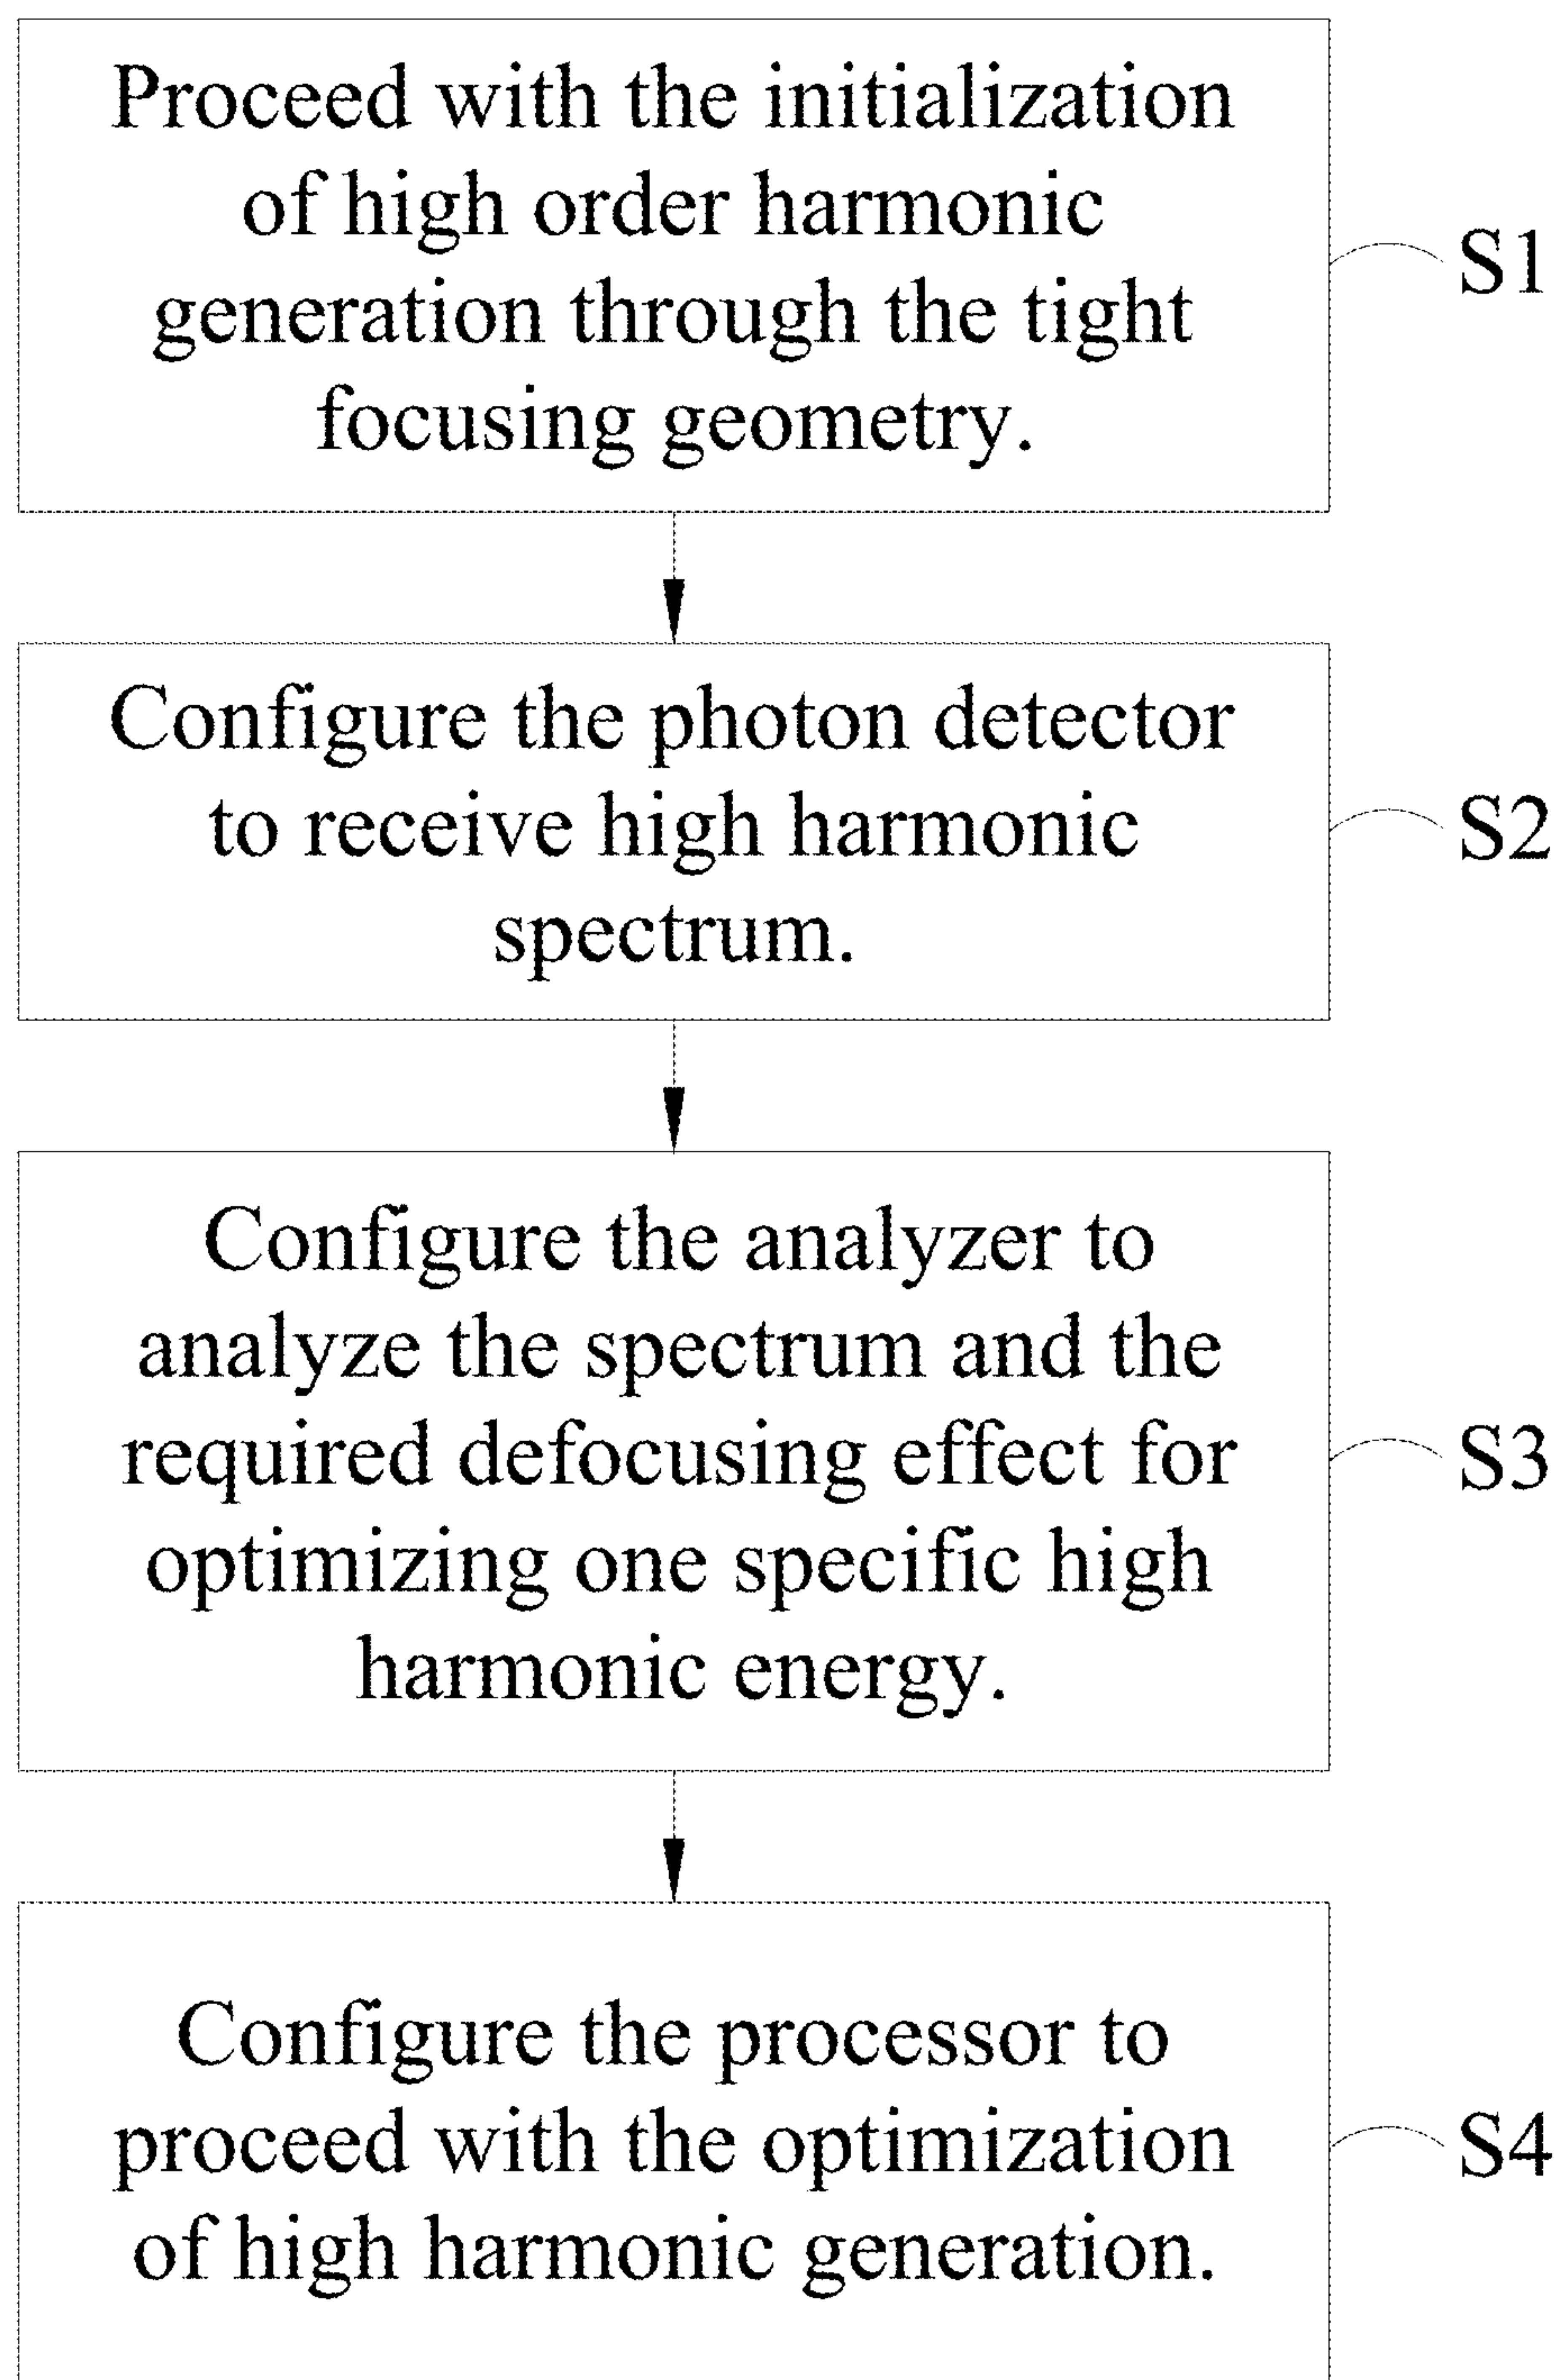 Proceed with the initialization
of high order harmonic
generation through the tight
focusing geometry.
S1
Configure the photon detector
to receive high harmonic
spectrum.
S2
Configure the analyzer to
analyze the spectrum and the
required defocusing effect for
optimizing one specific high
harmonic energy.
S3
Configure the processor to
proceed with the optimization
of high harmonic generation.
S4